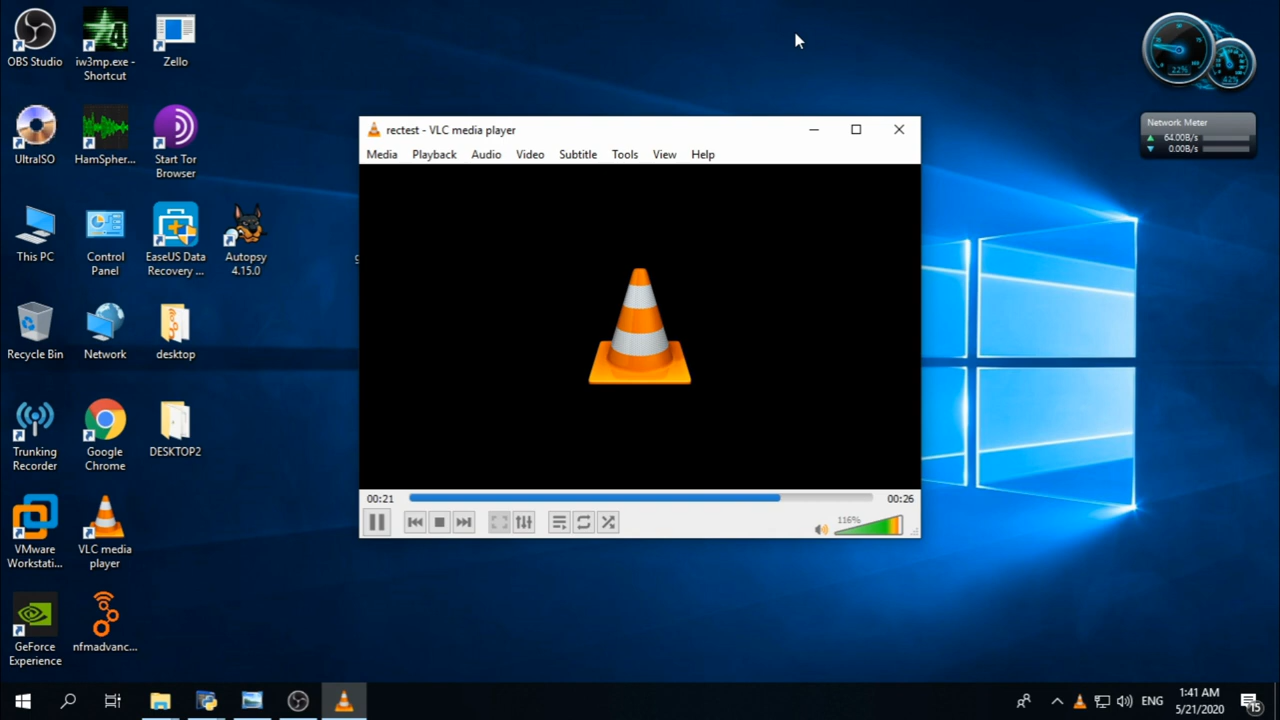 OBS Studio
iw3mp.exe -
Shortcut
Zello
UltraISO
HamSphere...
Start Tor
Browser
This PC
Control
Panel
EaseUS Data
Recovery ...
Autopsy
4.15.0
Recycle Bin
Network
desktop
Trunking
Recorder
Google
Chrome
DESKTOP2
VMware
Workstati...
VLC media
player
GeForce
Experience
nfmadvanc...
rectest - VLC media player
Media Playback Audio Video Subtitle Tools View Help
00:21
00:26
116%
22%
42%
Network Meter
64.00B/s
0.00B/s
ENG
1:41 AM
5/21/2020
15